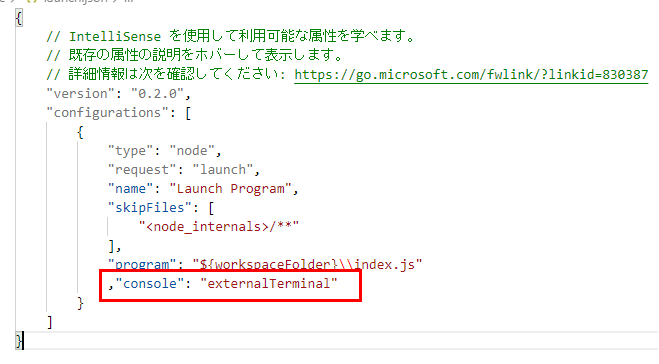 {
// IntelliSense を使用して利用可能な属性を学べます。
// 既存の属性の説明をホバーして表示します。
// 詳細情報は次を確認してください: https://go.microsoft.com/fwlink/?linkid=830387
"version": "0.2.0",
"configurations": [
{
"type": "node",
"request": "launch",
"name": "Launch Program",
"skipFiles": [
"<node_internals>/**"
],
"program": "${workspaceFolder}\\index.js"
,"console": "externalTerminal"
}
]
}